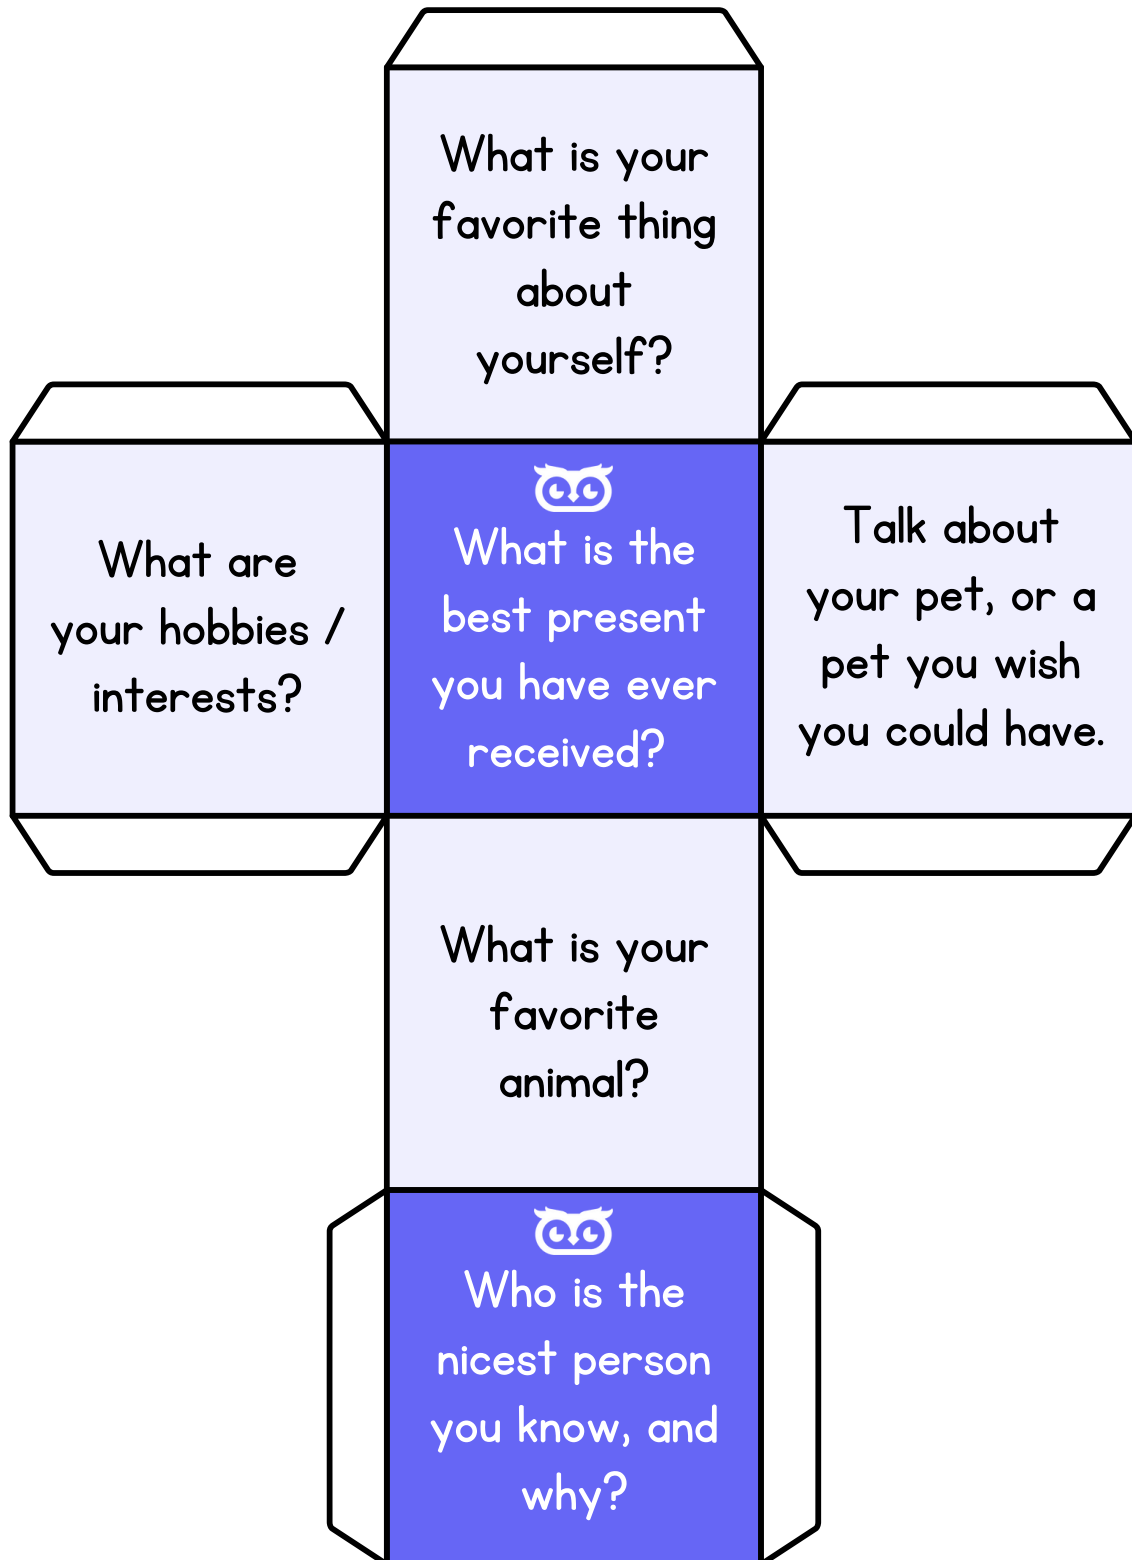 What is your
favorite thing
about
yourself?
What are
your hobbies /
interests?
What is the
best present
you have ever
received?
Talk about
your pet, or a
pet you wish
you could have.
What is your
favorite
animal?
Who is the
nicest person
you know, and
why?